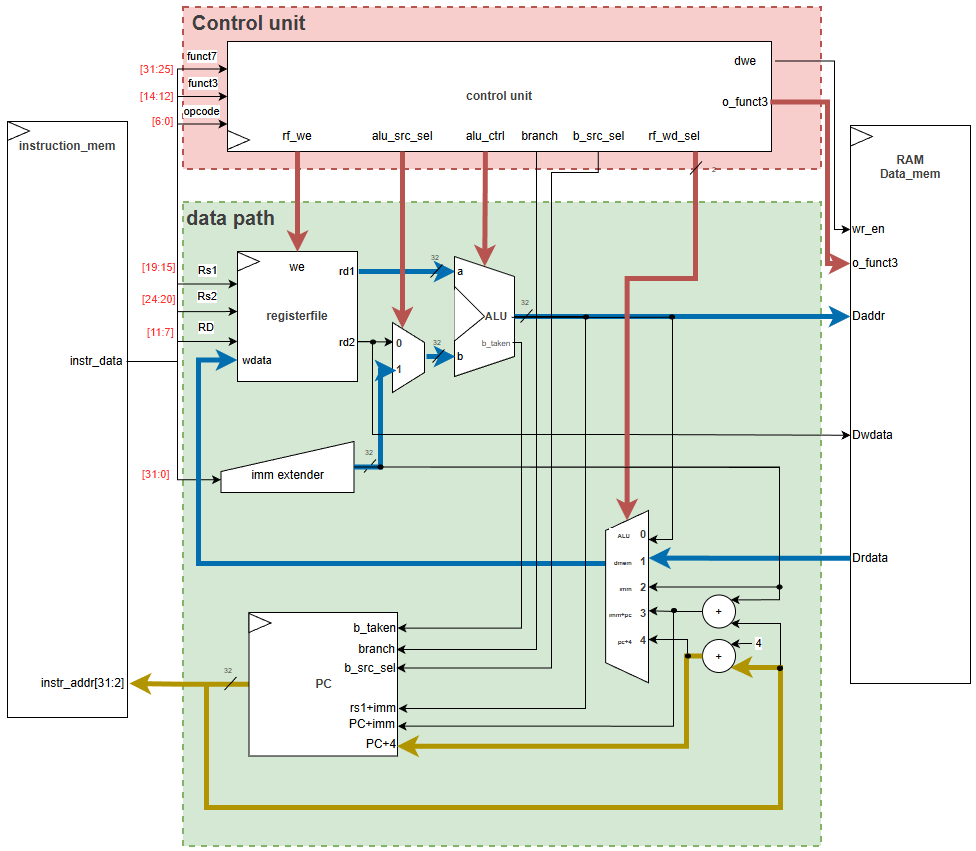 Control unit
funct7
[31:25]
funct3
[14:12]
opcode
[6:0]
control unit
dwe
o_funct3
rf_we
alu_src_sel
alu_ctrl
branch
b_src_sel
rf_wd_sel
2
instruction_mem
RAM
Data_mem
data path
wr_en
o_funct3
we
rd1
32
a
[19:15]
Rs1
[24:20]
Rs2
[11:7]
RD
registerfile
rd2
0
1
32
b
ALU
b_taken
32
Daddr
instr_data
wdata
Dwdata
[31:0]
imm extender
32
ALU 0
dmem 1
imm 2
imm+pc 3
pc+4 4
Drdata
+
+
4
b_taken
branch
b_src_sel
PC
rs1+imm
PC+imm
PC+4
32
instr_addr[31:2]